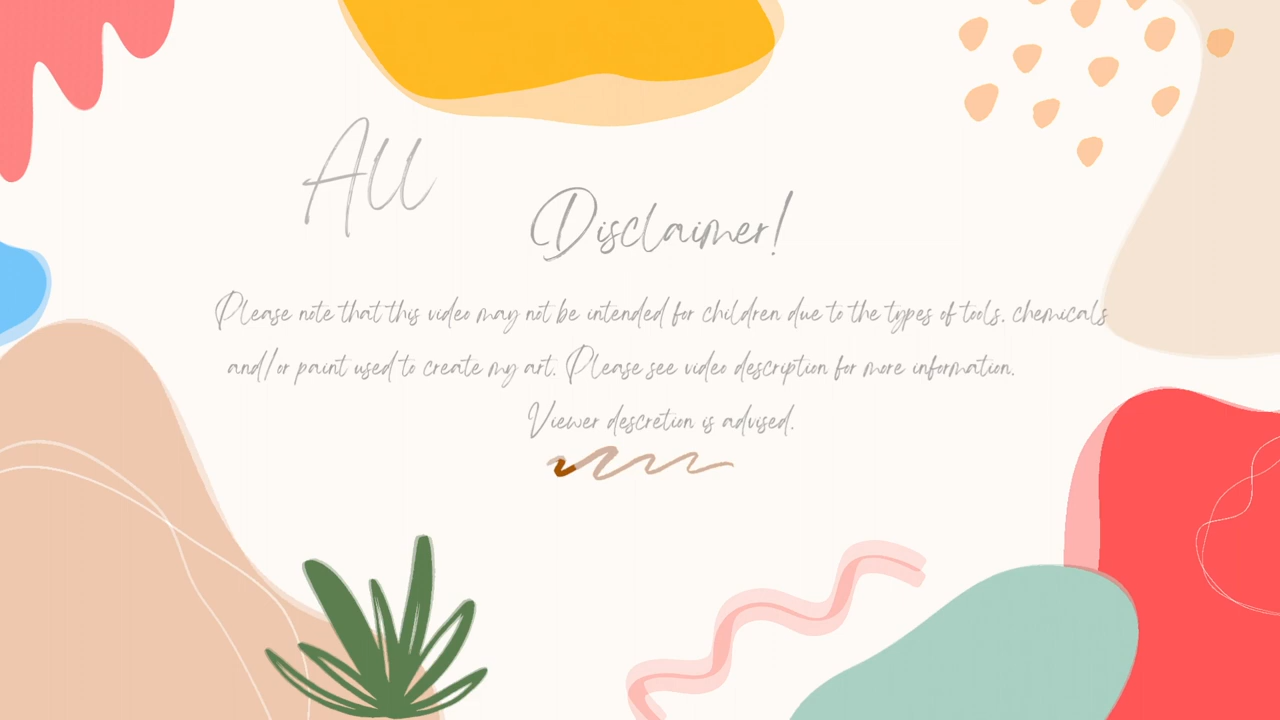 All
Disclaimer!
Please note that this video may not be intended for children due to the types of tools, chemicals
and/or paint used to create my art. Please see video description for more information.
Viewer descretion is advised.